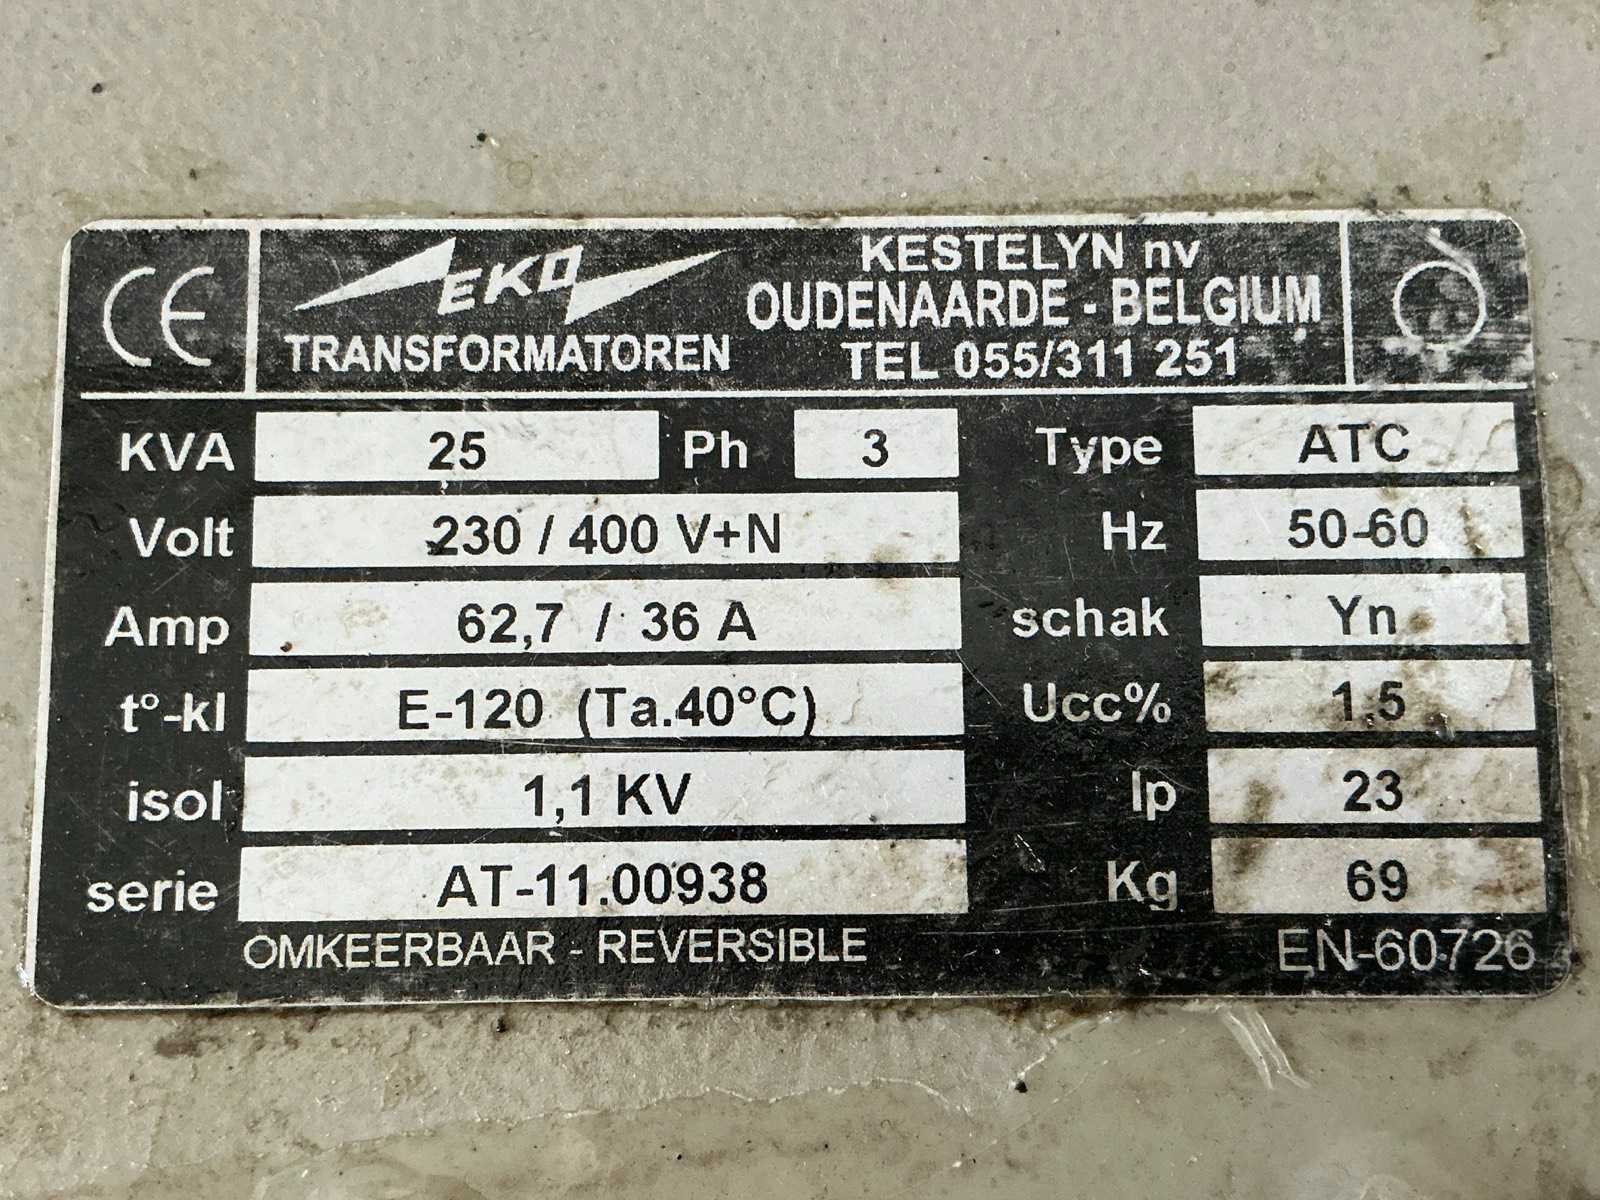 CE
EKO
TRANSFORMATOREN
KESTELYN nv
OUDENAARDE - BELGIUM
TEL 055/311 251
KVA 25 Ph 3 Type ATC
Volt 230 / 400 V+N Hz 50-60
Amp 62,7 / 36 A schak Yn
t°-kl E-120 (Ta.40°C) Ucc% 1,5
isol 1,1 KV Ip 23
serie AT-11.00938 Kg 69
OMKEERBAAR - REVERSIBLE EN-60726